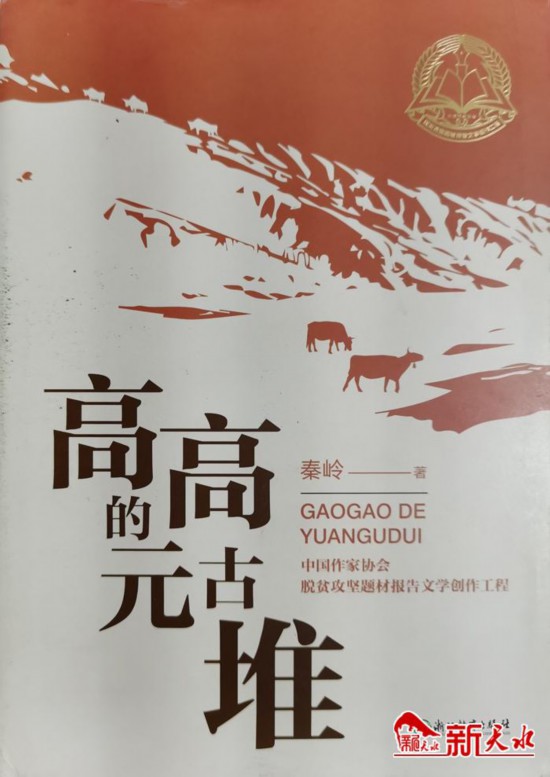 高高
的
元古
堆
秦岭 著
GAOGAO DE
YUANGUDUI
中国作家协会
脱贫攻坚题材报告文学创作工程
新天水